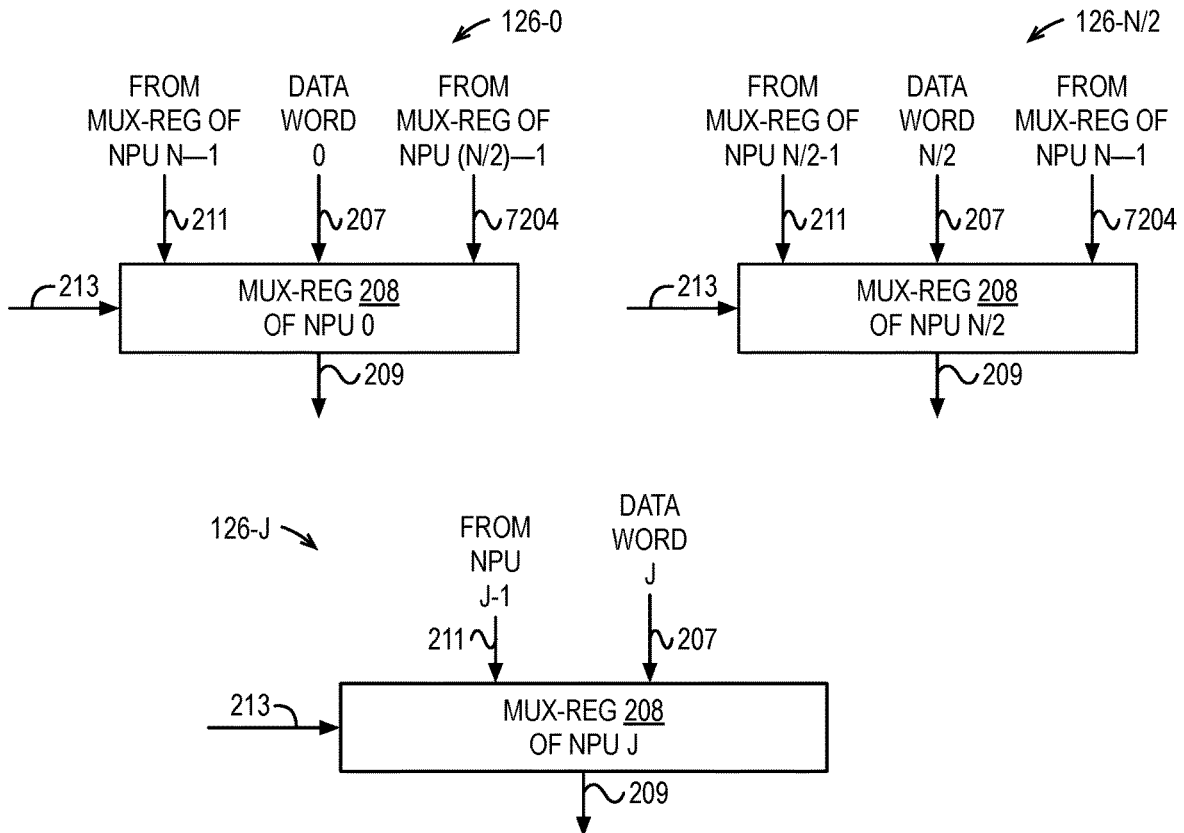 126-0
126-N/2
FROM
MUX-REG OF
NPU N—1
DATA
WORD
0
FROM
MUX-REG OF
NPU (N/2)—1
FROM
MUX-REG OF
NPU N/2-1
DATA
WORD
N/2
FROM
MUX-REG OF
NPU N—1
211
207
7204
211
207
7204
213
MUX-REG 208
OF NPU 0
213
MUX-REG 208
OF NPU N/2
209
209
126-J
FROM
NPU
J-1
DATA
WORD
J
211
207
213
MUX-REG 208
OF NPU J
209